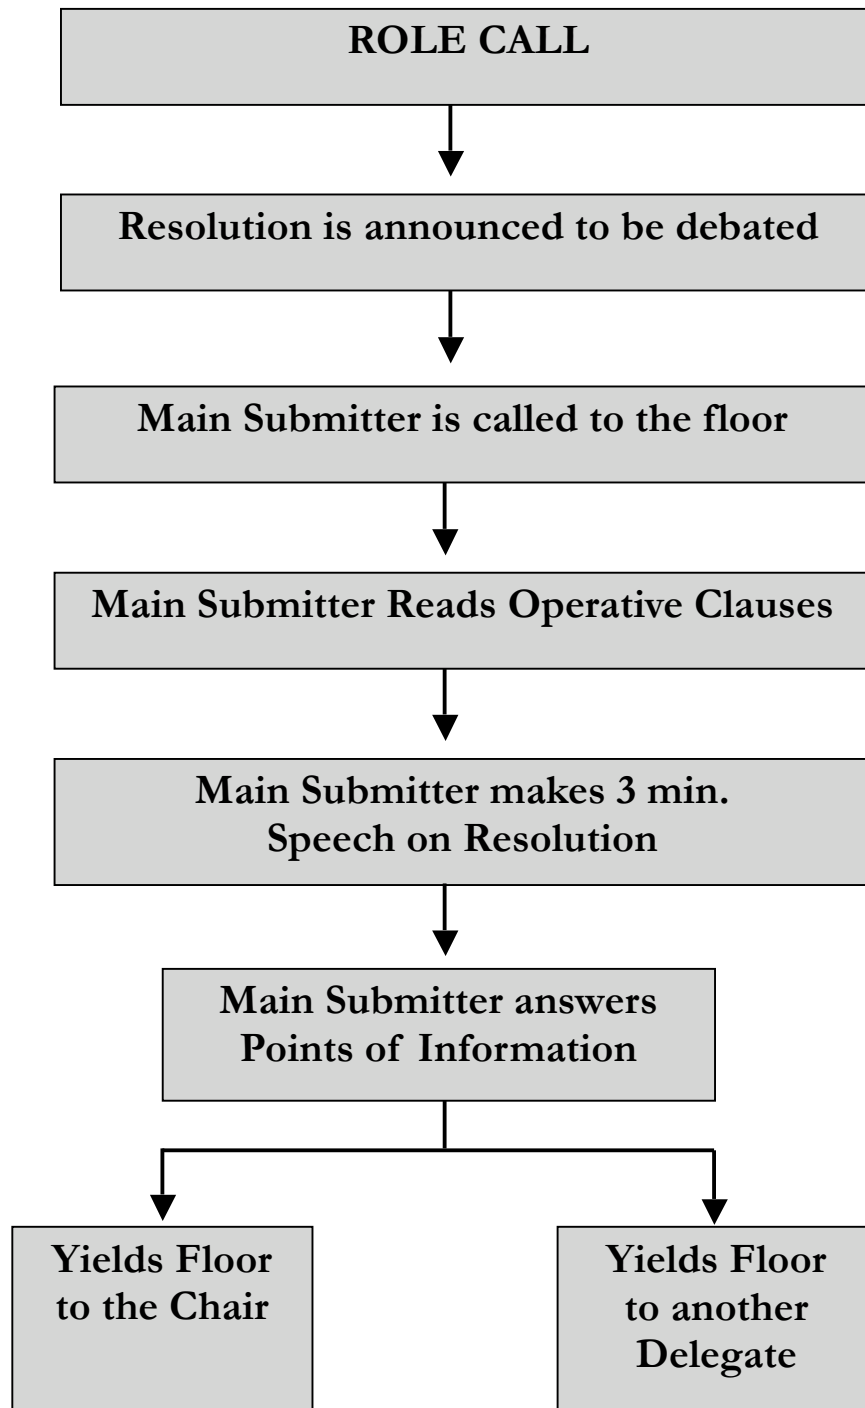 ROLE CALL
Resolution is announced to be debated
Main Submitter is called to the floor
Main Submitter Reads Operative Clauses
Main Submitter makes 3 min.
Speech on Resolution
Main Submitter answers
Points of Information
Yields Floor
to the Chair
Yields Floor
to another
Delegate